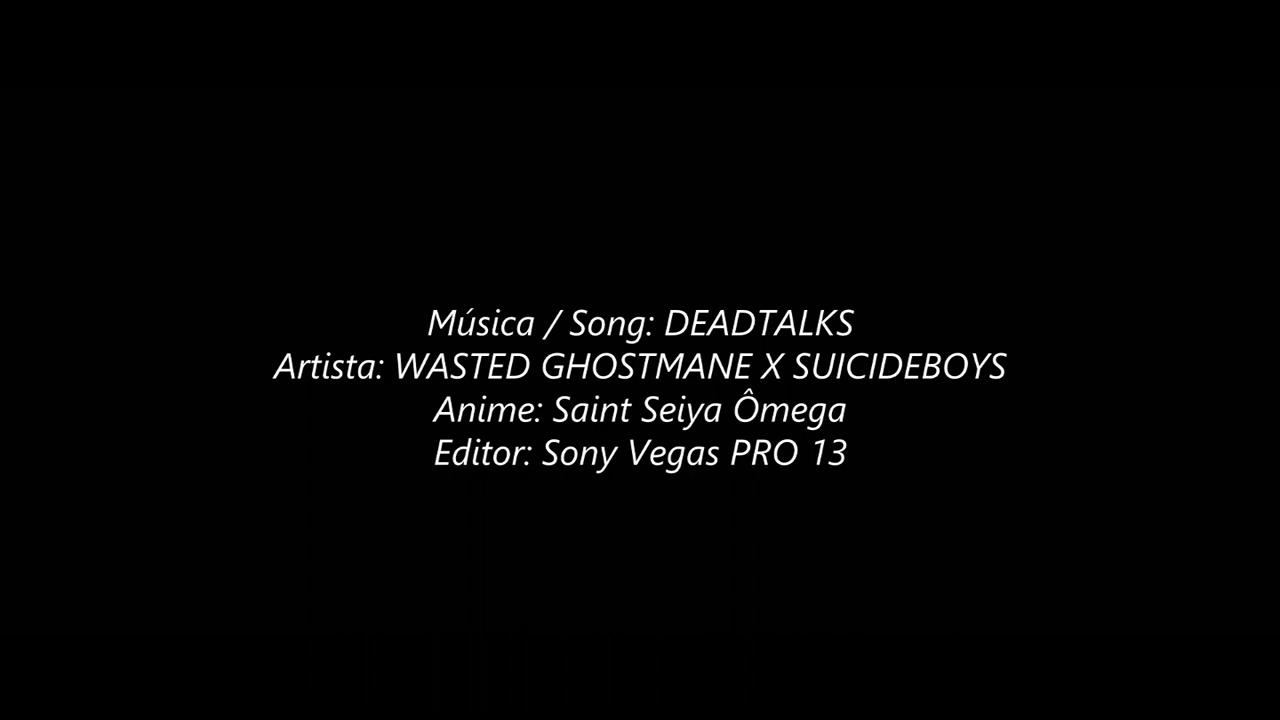 Música / Song: DEADTALKS
Artista: WASTED GHOSTMANE X SUICIDEBOYS
Anime: Saint Seiya Ômega
Editor: Sony Vegas PRO 13